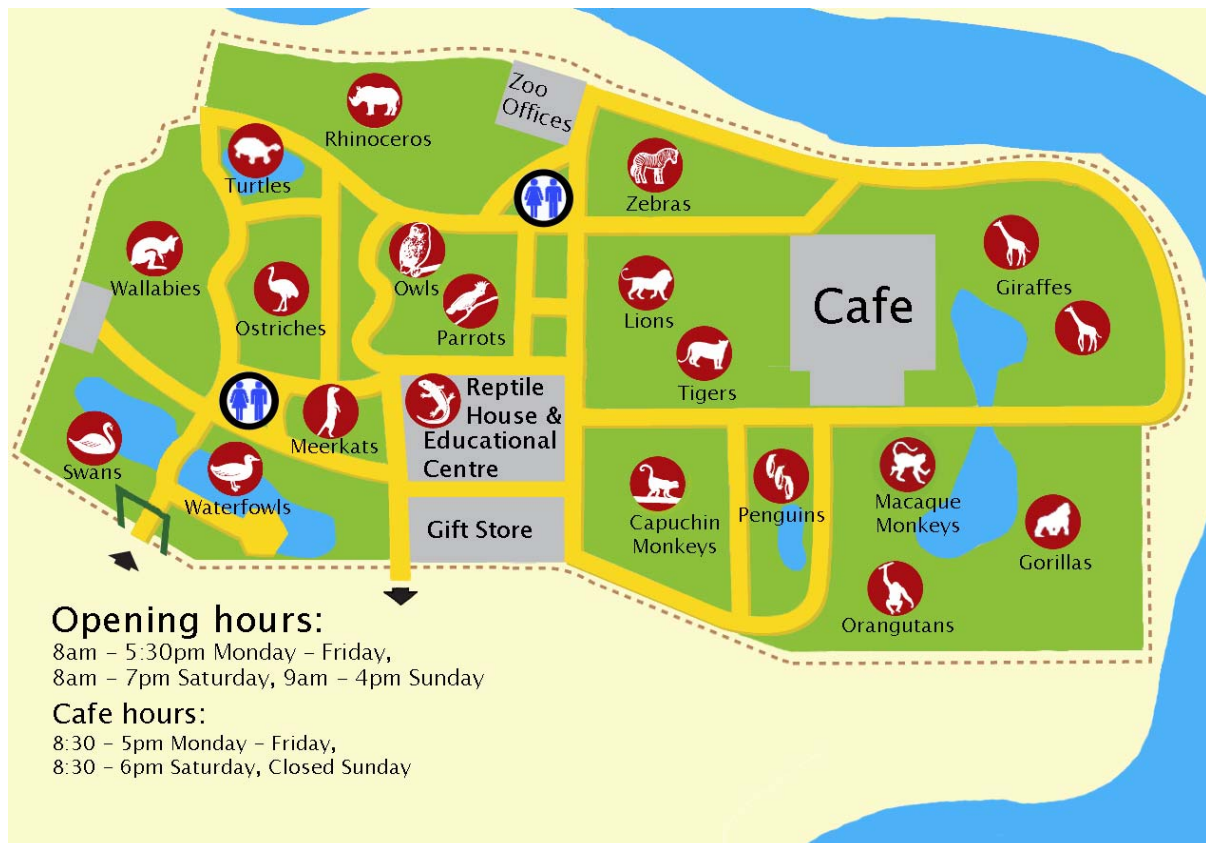 Zoo
Offices
Rhinoceros
Turtles
Zebras
Wallabies
Ostriches
Owls
Parrots
Lions
Tigers
Cafe
Giraffes
Reptile
House &
Educational
Centre
Meerkats
Swans
Waterfowls
Gift Store
Capuchin
Monkeys
Penguins
Macaque
Monkeys
Gorillas
Orangutans
Opening hours:
8am – 5:30pm Monday – Friday,
8am – 7pm Saturday, 9am – 4pm Sunday
Cafe hours:
8:30 – 5pm Monday – Friday,
8:30 – 6pm Saturday, Closed Sunday